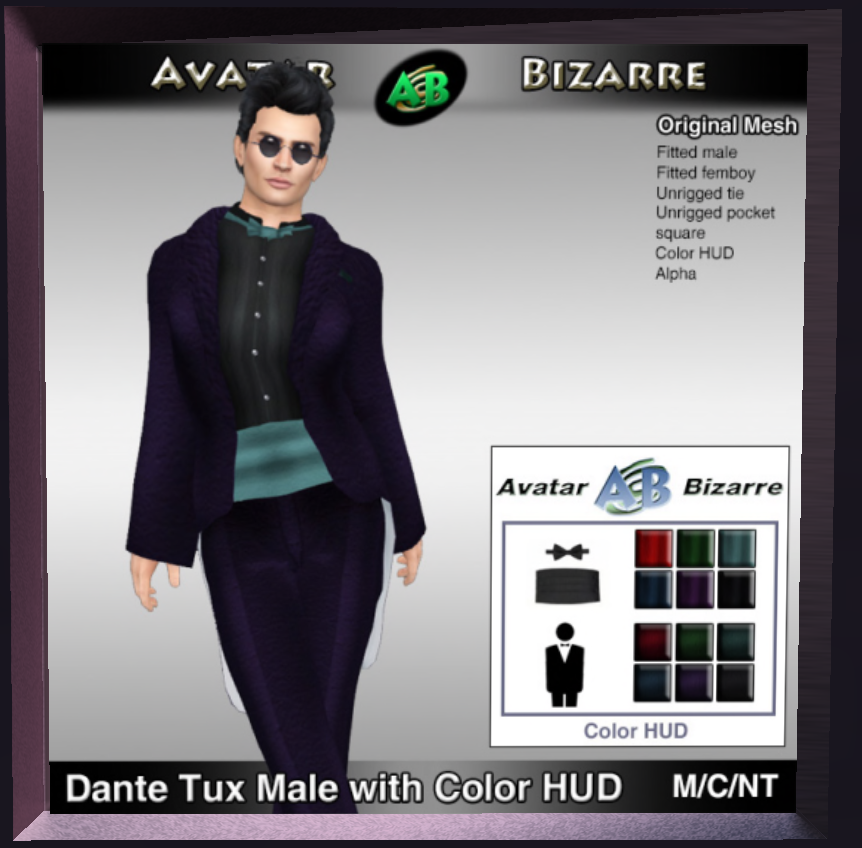 AVATAR AB BIZARRE
Original Mesh
Fitted male
Fitted femboy
Unrigged tie
Unrigged pocket
square
Color HUD
Alpha
Avatar AB Bizarre
Color HUD
Dante Tux Male with Color HUD M/C/NT